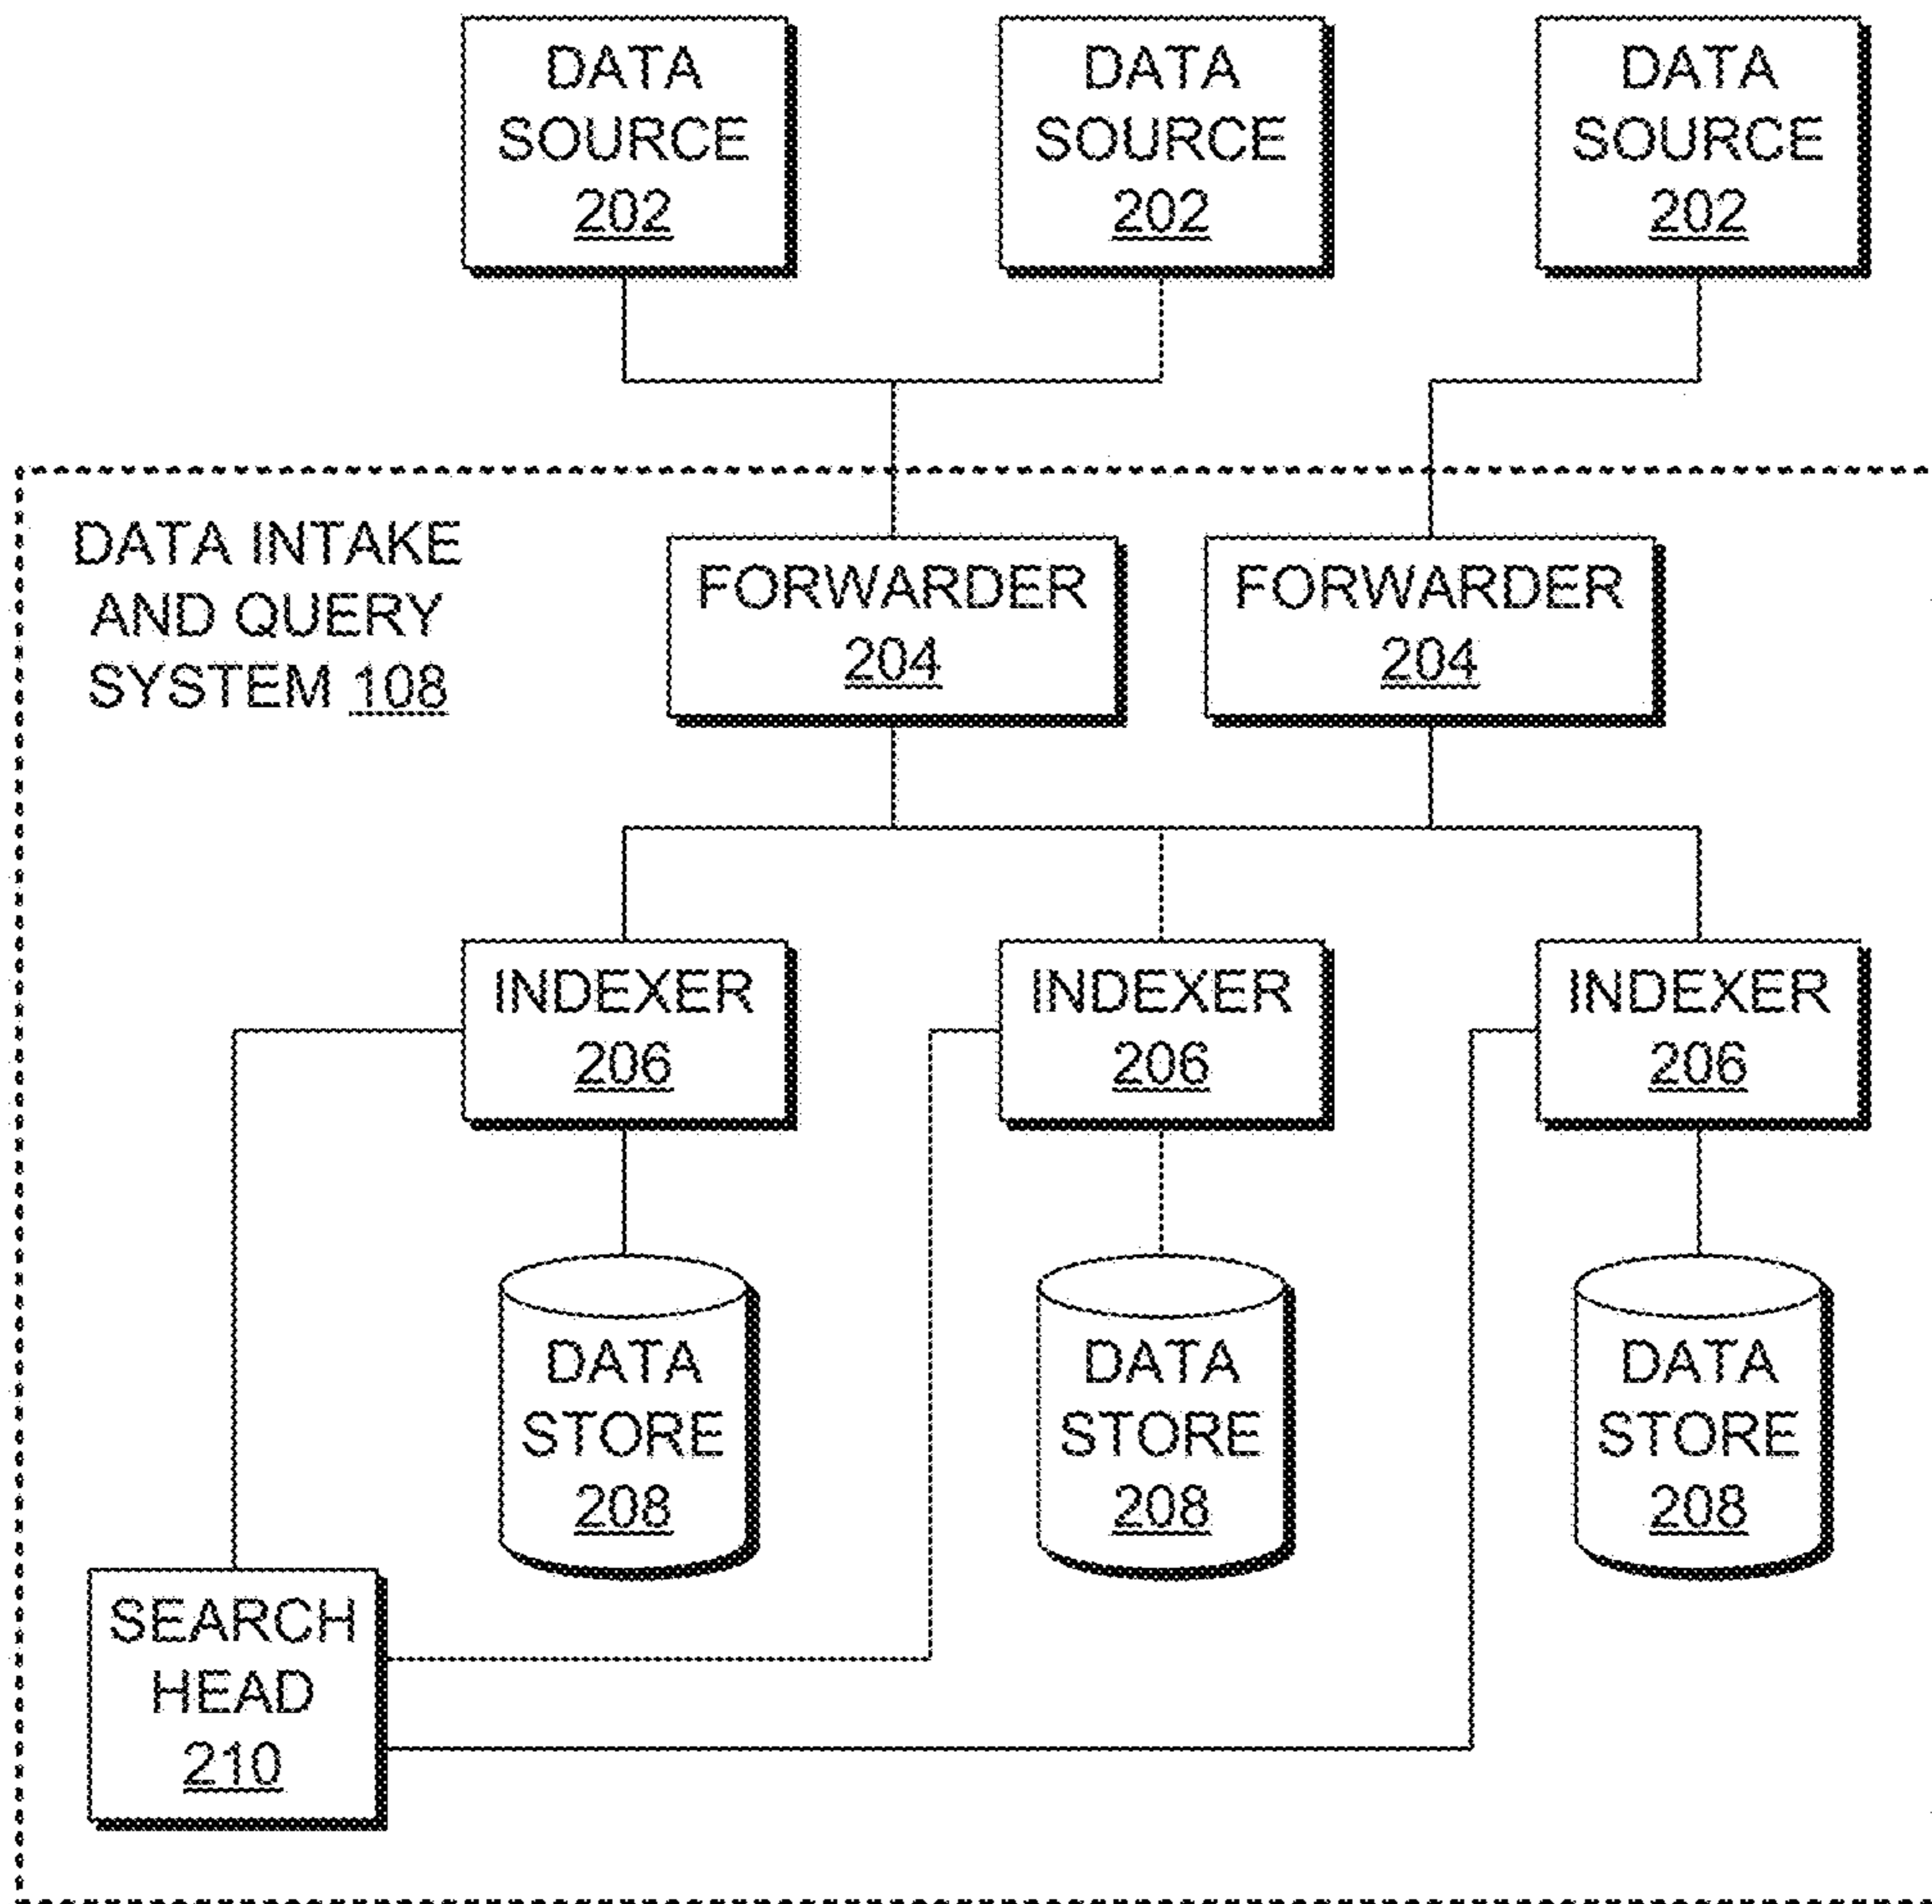 DATA
SOURCE
202
DATA
SOURCE
202
DATA
SOURCE
202
DATA INTAKE
AND QUERY
SYSTEM 108
FORWARDER
204
FORWARDER
204
INDEXER
206
INDEXER
206
INDEXER
206
DATA
STORE
208
DATA
STORE
208
DATA
STORE
208
SEARCH
HEAD
210